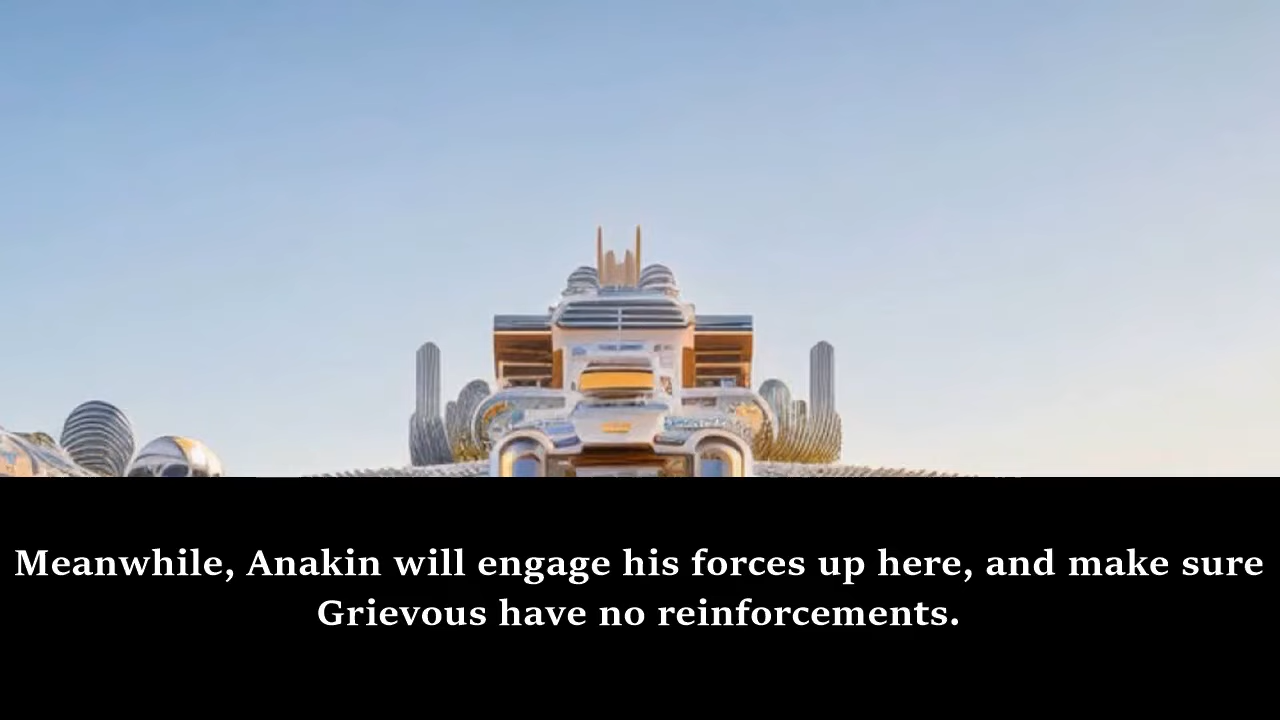 Meanwhile, Anakin will engage his forces up here, and make sure
Grievous have no reinforcements.